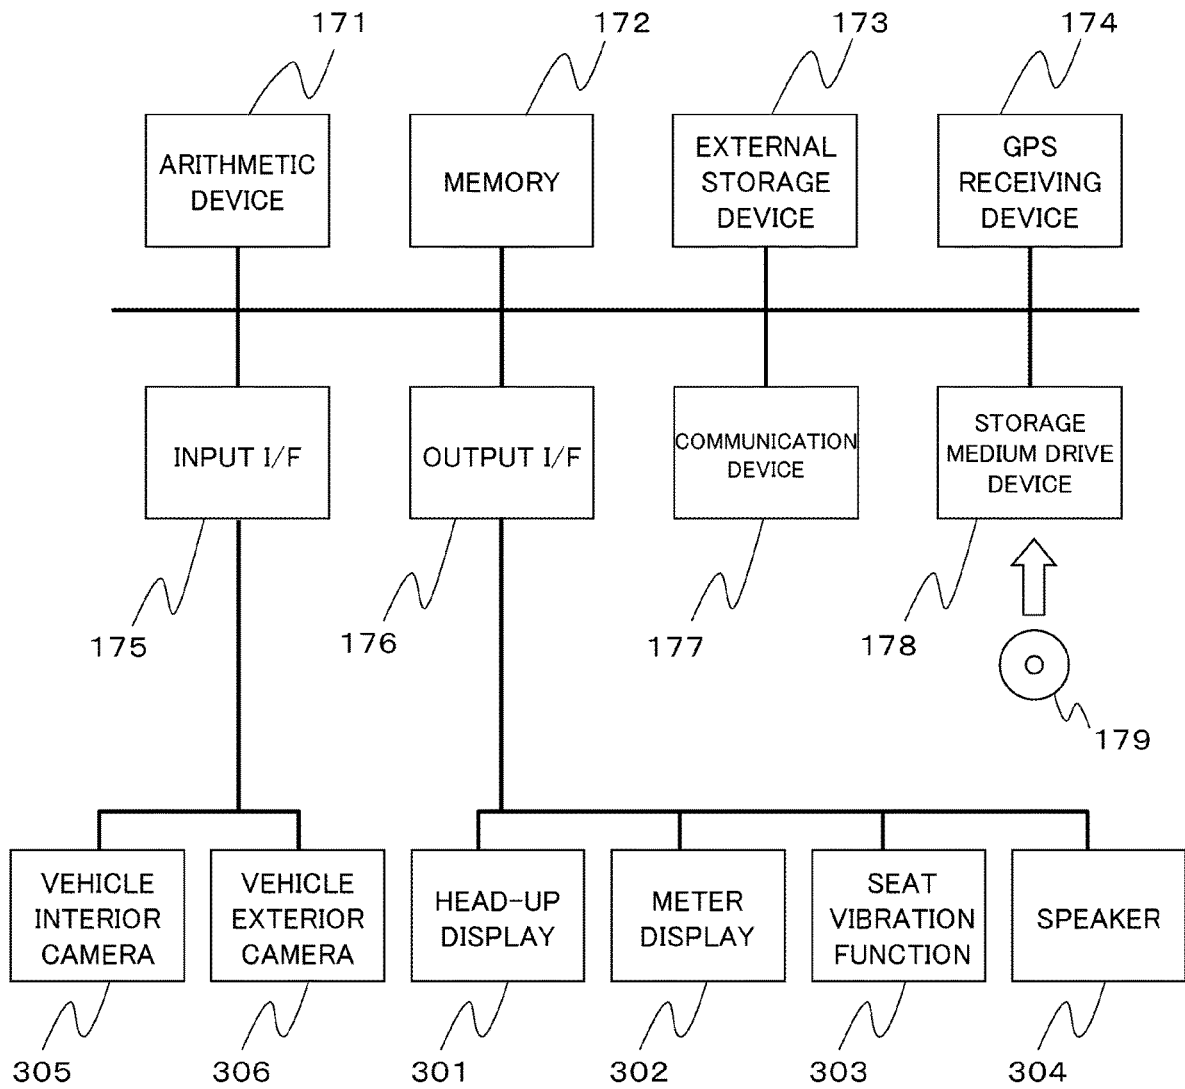 171
172
173
174
ARITHMETIC
DEVICE
MEMORY
EXTERNAL
STORAGE
DEVICE
GPS
RECEIVING
DEVICE
INPUT I/F
OUTPUT I/F
COMMUNICATION
DEVICE
STORAGE
MEDIUM DRIVE
DEVICE
175
176
177
178
179
VEHICLE
INTERIOR
CAMERA
VEHICLE
EXTERIOR
CAMERA
HEAD-UP
DISPLAY
METER
DISPLAY
SEAT
VIBRATION
FUNCTION
SPEAKER
305
306
301
302
303
304